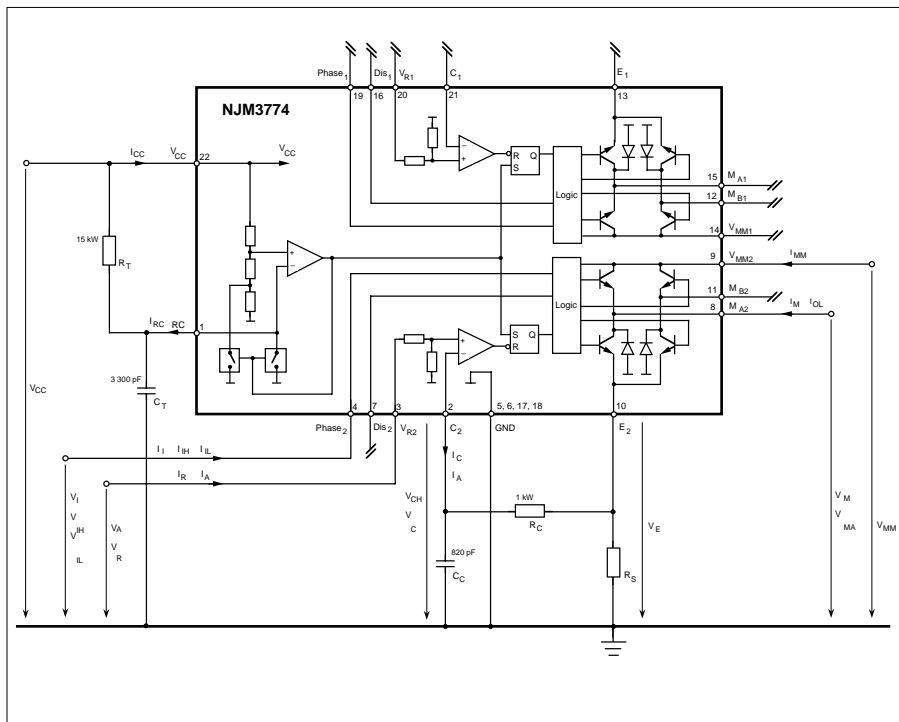 Phase1 Dis1 VR1 C1 E1
19 16 20 21 13
NJM3774
ICC VCC 22 VCC
R Q
S
Logic
15 MA1
12 MB1
14 VMM1
15 kW
RT
9 VMM2 IMM
11 MB2
8 MA2 IM IOL
Logic
IRC RC 1
S Q
R
3 300 pF
CT
VCC
4 7 3 2 5, 6, 17, 18 10
Phase2 Dis2 VR2 C2 GND E2
II IIH IIL
IR IA
IC
IA
VI
V IH
V IL
VA
V R
VCH
V C
1 kW
RC
VE
VM
V MA
VMM
820 pF
CC
RS